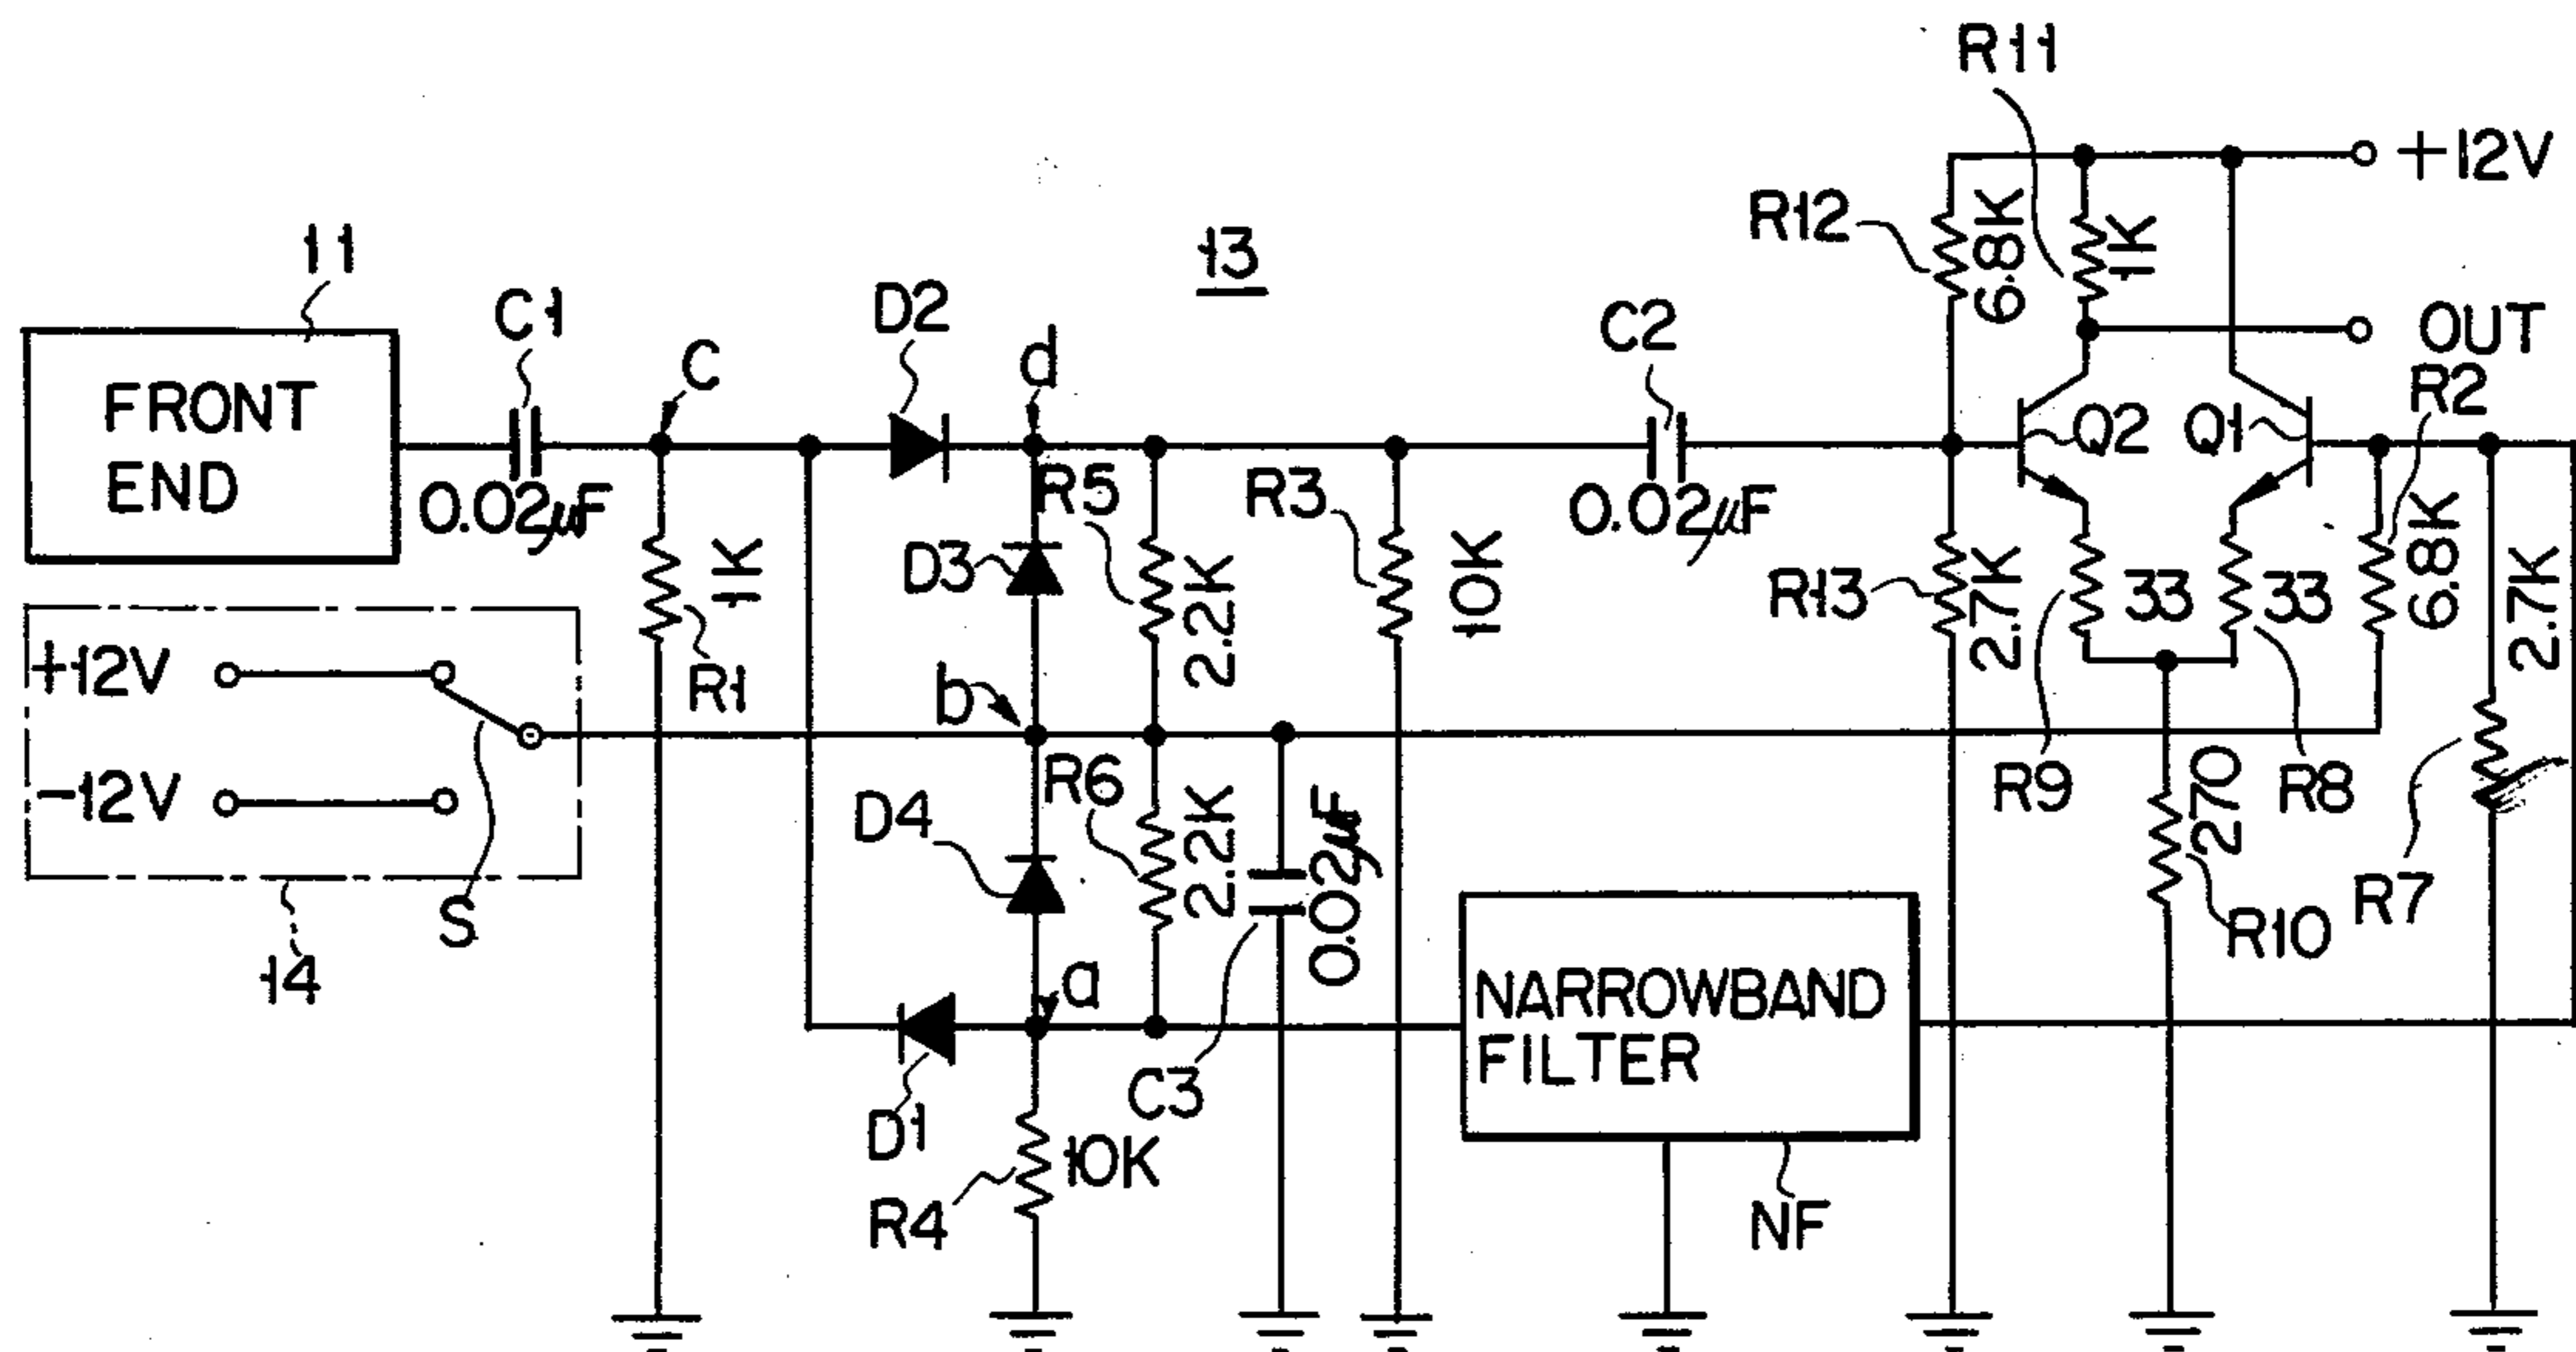 R11
+12V
R12
6.8K
1K
11
13
C1
D2
C
d
C2
OUT
R2
FRONT
END
0.02μF
R5
R3
0.02μF
Q2
Q1
1K
D3
2.2K
10K
R13
2.7K
33
33
6.8K
2.7K
+12V
R1
b
R6
R9
270
R8
-12V
D4
2.2K
0.02μF
R7
S
14
a
NARROWBAND
FILTER
R10
D1
C3
10K
R4
NF